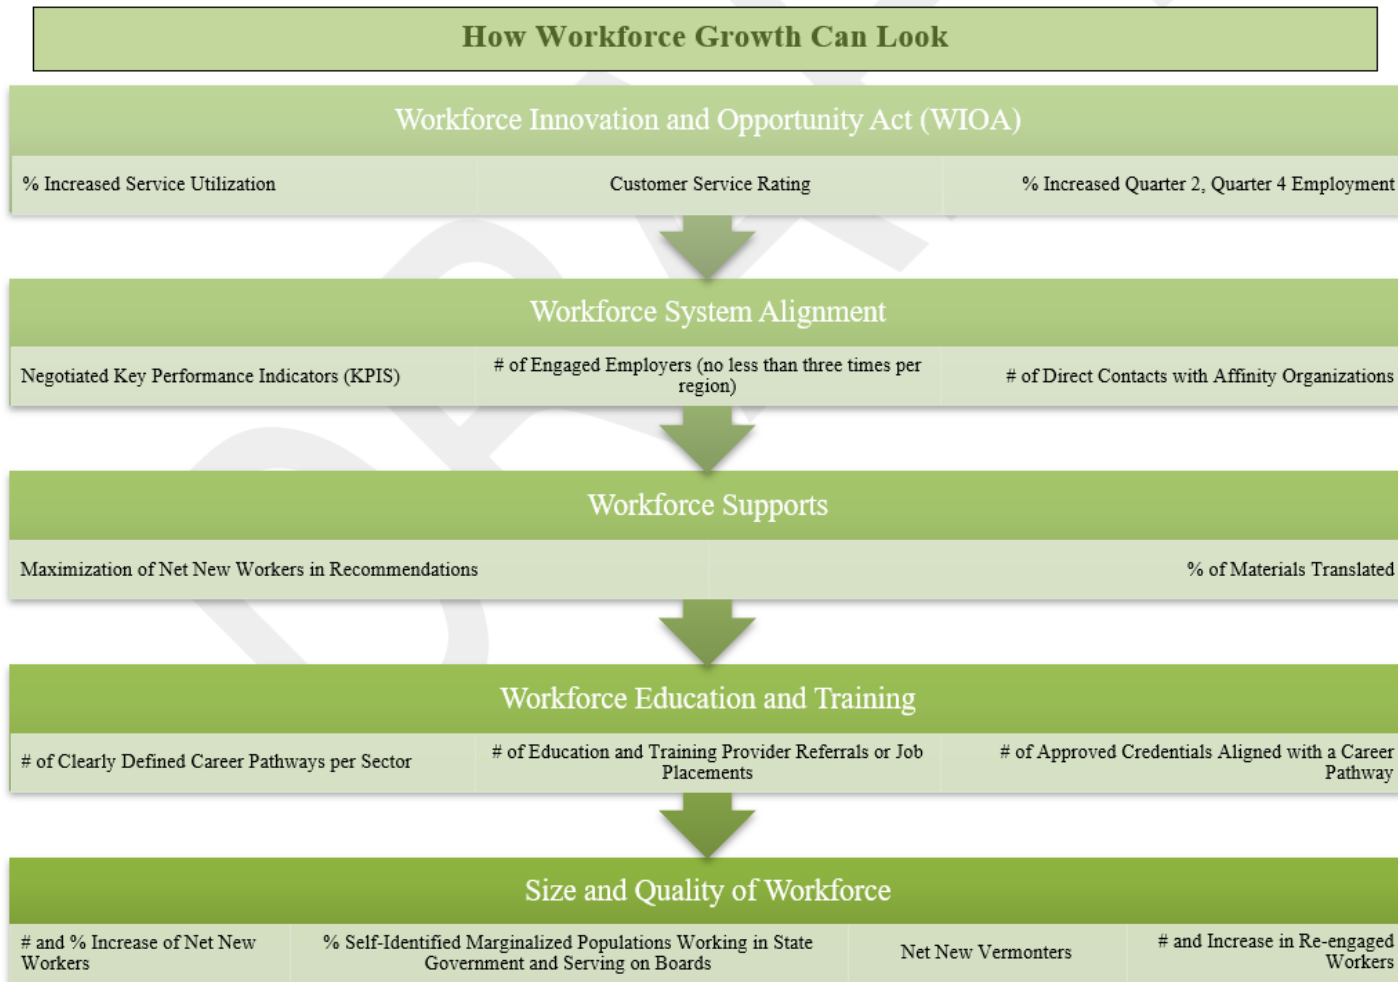 How Workforce Growth Can Look
Workforce Innovation and Opportunity Act (WIOA)
% Increased Service Utilization
Customer Service Rating
% Increased Quarter 2, Quarter 4 Employment
Workforce System Alignment
Negotiated Key Performance Indicators (KPIS)
# of Engaged Employers (no less than three times per
region)
# of Direct Contacts with Affinity Organizations
Workforce Supports
Maximization of Net New Workers in Recommendations
% of Materials Translated
Workforce Education and Training
# of Clearly Defined Career Pathways per Sector
# of Education and Training Provider Referrals or Job
Placements
# of Approved Credentials Aligned with a Career
Pathway
Size and Quality of Workforce
# and % Increase of Net New
Workers
% Self-Identified Marginalized Populations Working in State
Government and Serving on Boards
Net New Vermonters
# and Increase in Re-engaged
Workers